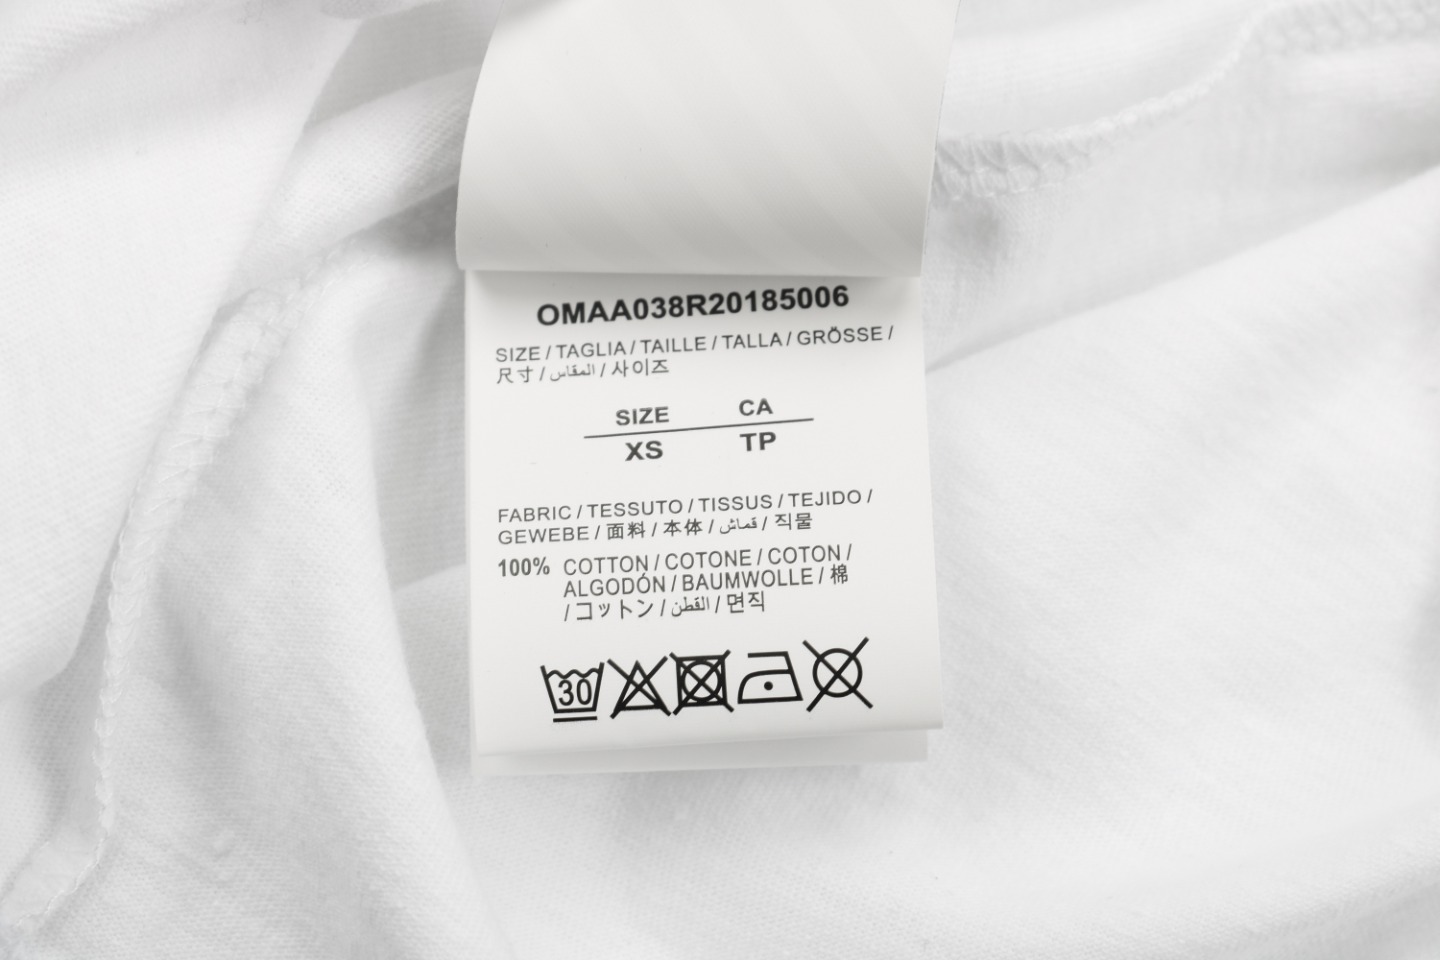 OMAA038R20185006
SIZE / TAGLIA / TAILLE / TALLA / GRÖSSE /
尺寸 / المقاس / 사이즈
SIZE CA
XS TP
FABRIC / TESSUTO / TISSUS / TEJIDO /
GEWEBE / 面料 / 本体 / قماش / 직물
100% COTTON / COTONE / COTON /
ALGODÓN / BAUMWOLLE / 棉
/ コットン / القطن / 면직
30